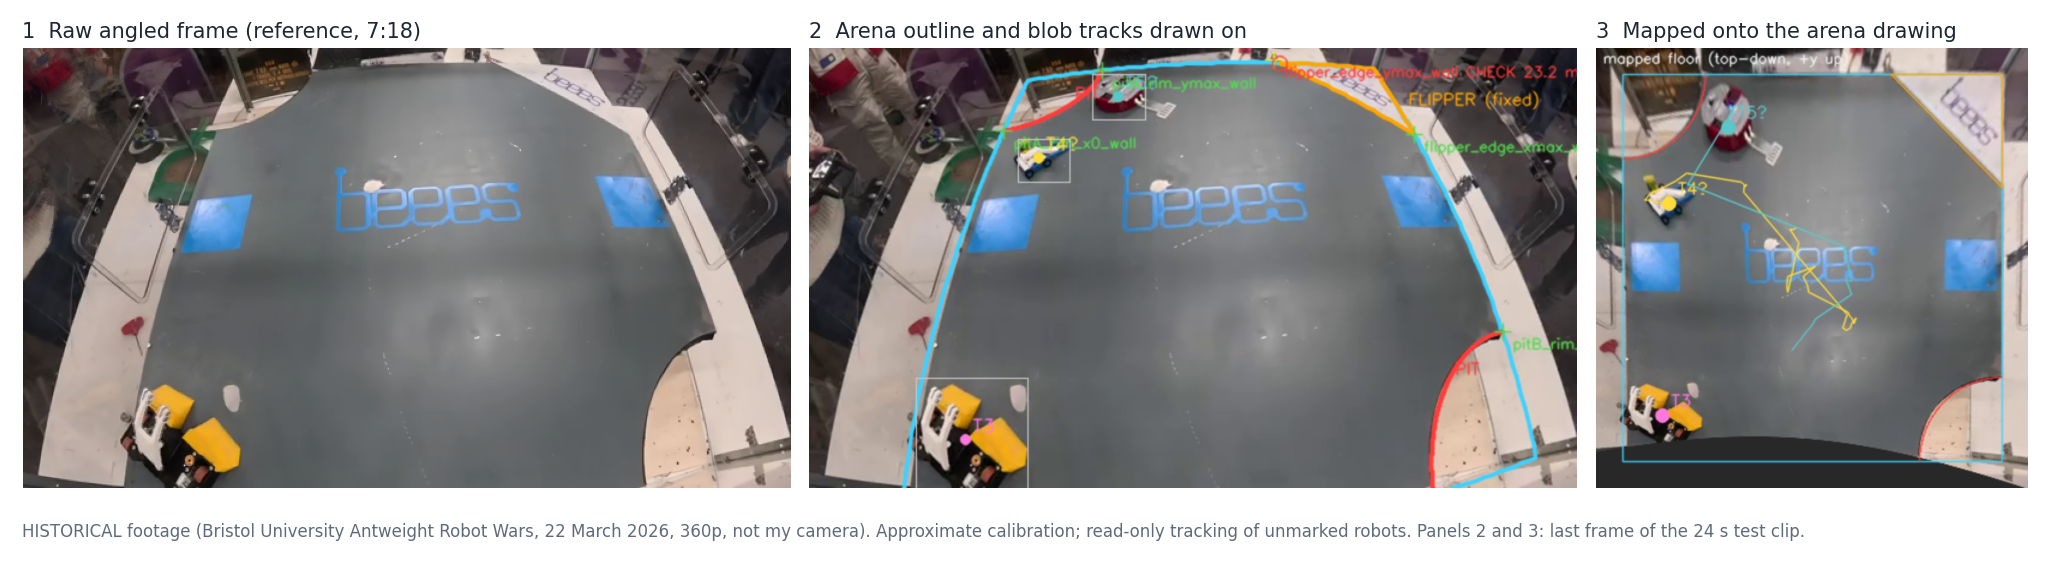 1 Raw angled frame (reference, 7:18)
2 Arena outline and blob tracks drawn on
3 Mapped onto the arena drawing
beees
beees
beees
flipper_edge_ymax_wall CHECK 23.2 m
FLIPPER (fixed)
T4?
flipper_edge_xmax
beees
pitB_rim
PIT
T3
mapped floor (top-down, +y up
T5?
T4?
beees
beees
T3
HISTORICAL footage (Bristol University Antweight Robot Wars, 22 March 2026, 360p, not my camera). Approximate calibration; read-only tracking of unmarked robots. Panels 2 and 3: last frame of the 24 s test clip.